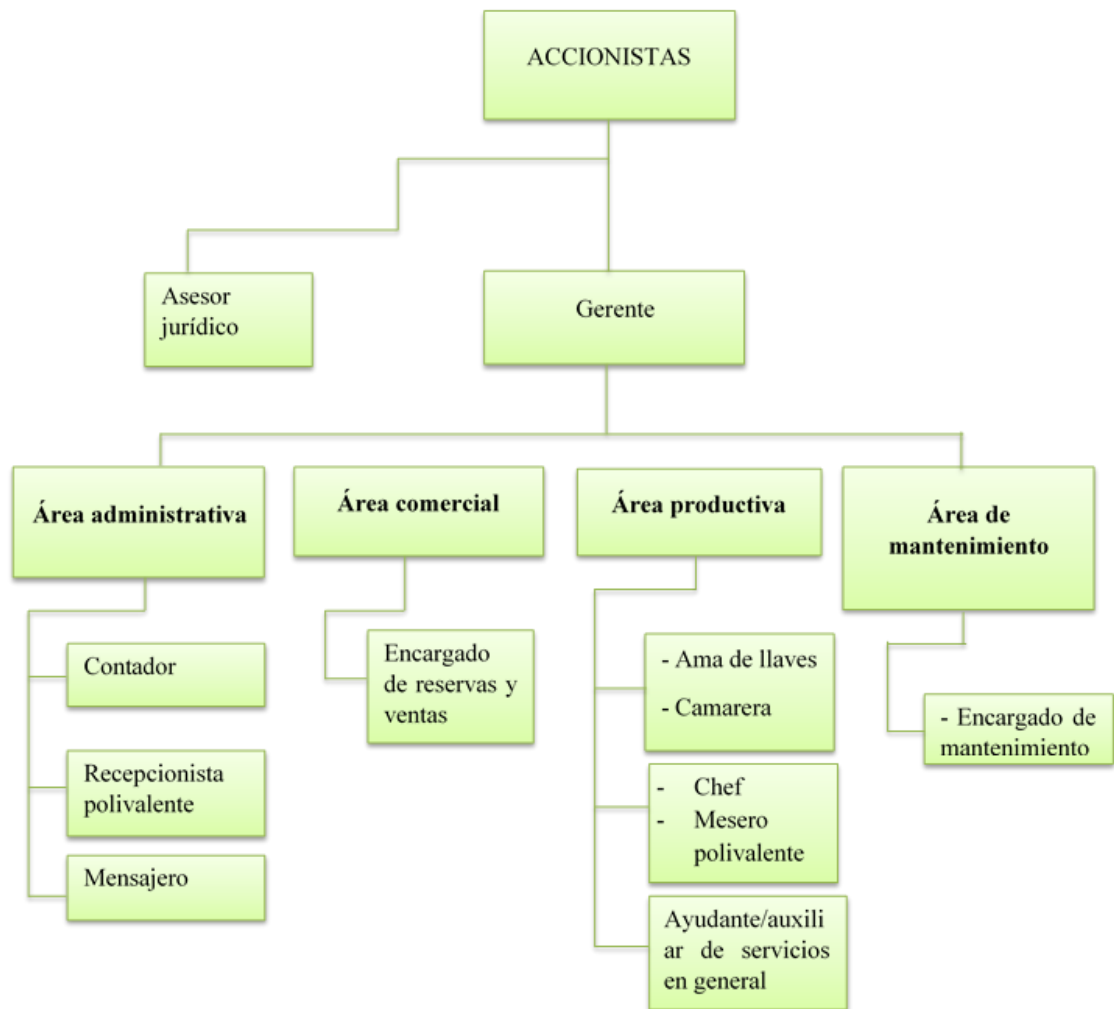 ACCIONISTAS
Asesor
jurídico
Gerente
Área administrativa
Área comercial
Área productiva
Área de
mantenimiento
Contador
Recepcionista
polivalente
Mensajero
Encargado
de reservas y
ventas
- Ama de llaves
- Camarera
- Chef
- Mesero
polivalente
Ayudante/auxili
ar de servicios
en general
- Encargado de
mantenimiento